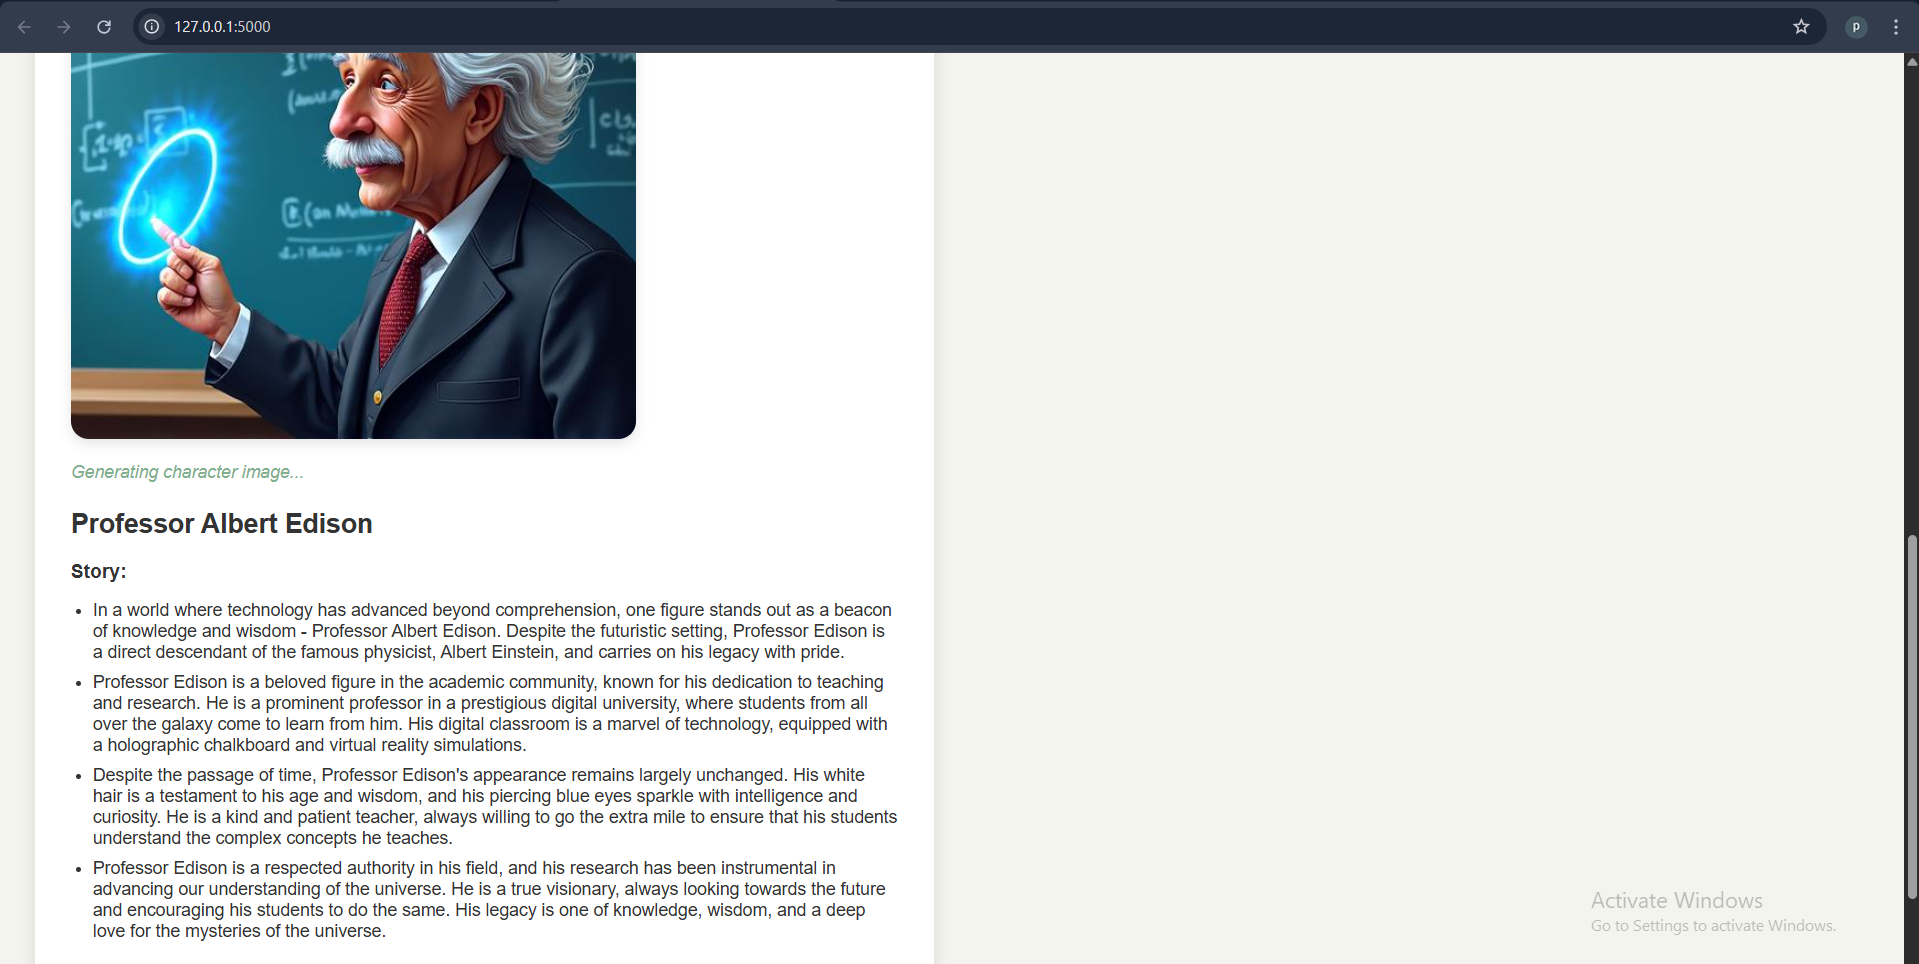 127.0.0.1:5000
P
Generating character image...
Professor Albert Edison
Story:
• In a world where technology has advanced beyond comprehension, one figure stands out as a beacon
of knowledge and wisdom - Professor Albert Edison. Despite the futuristic setting, Professor Edison is
a direct descendant of the famous physicist, Albert Einstein, and carries on his legacy with pride.
• Professor Edison is a beloved figure in the academic community, known for his dedication to teaching
and research. He is a prominent professor in a prestigious digital university, where students from all
over the galaxy come to learn from him. His digital classroom is a marvel of technology, equipped with
a holographic chalkboard and virtual reality simulations.
• Despite the passage of time, Professor Edison's appearance remains largely unchanged. His white
hair is a testament to his age and wisdom, and his piercing blue eyes sparkle with intelligence and
curiosity. He is a kind and patient teacher, always willing to go the extra mile to ensure that his students
understand the complex concepts he teaches.
• Professor Edison is a respected authority in his field, and his research has been instrumental in
advancing our understanding of the universe. He is a true visionary, always looking towards the future
and encouraging his students to do the same. His legacy is one of knowledge, wisdom, and a deep
love for the mysteries of the universe.
Activate Windows
Go to Settings to activate Windows.